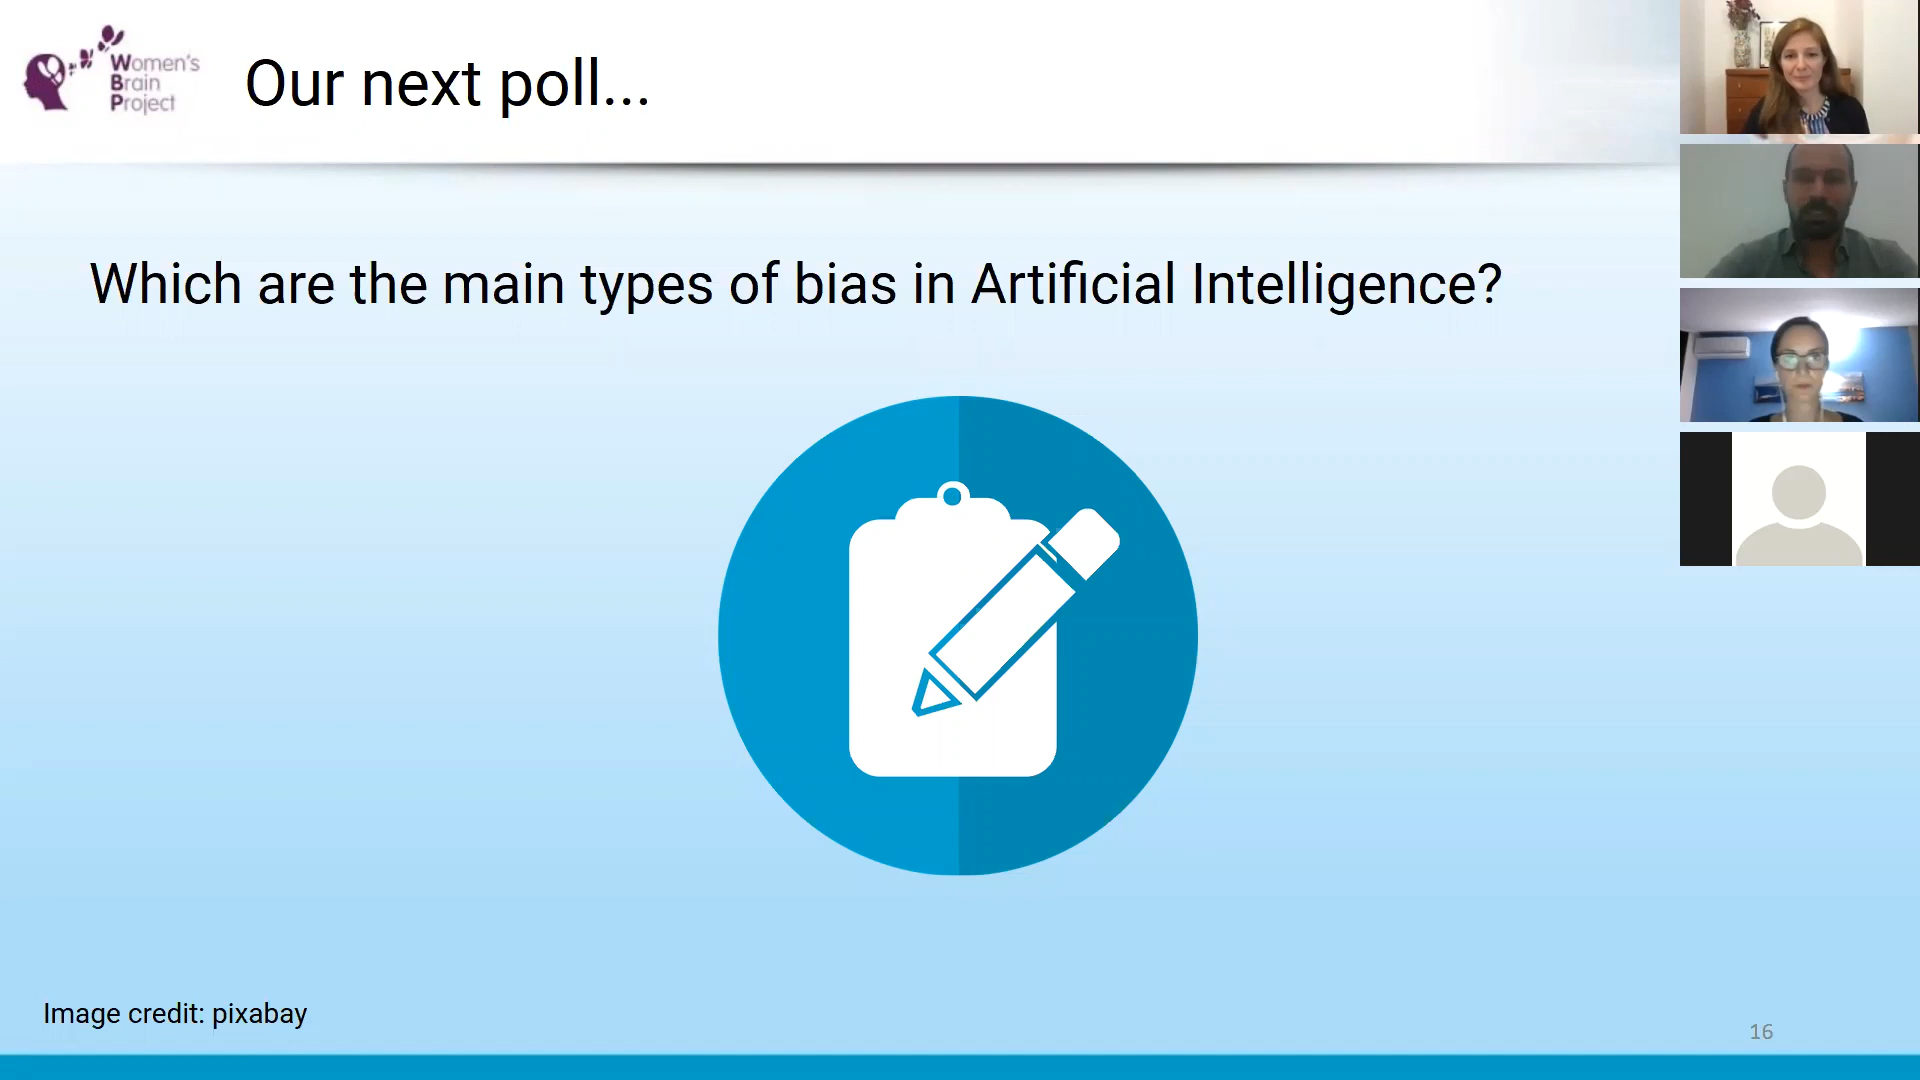 Women's
Brain
Project
Our next poll...
Which are the main types of bias in Artificial Intelligence?
Image credit: pixabay
16